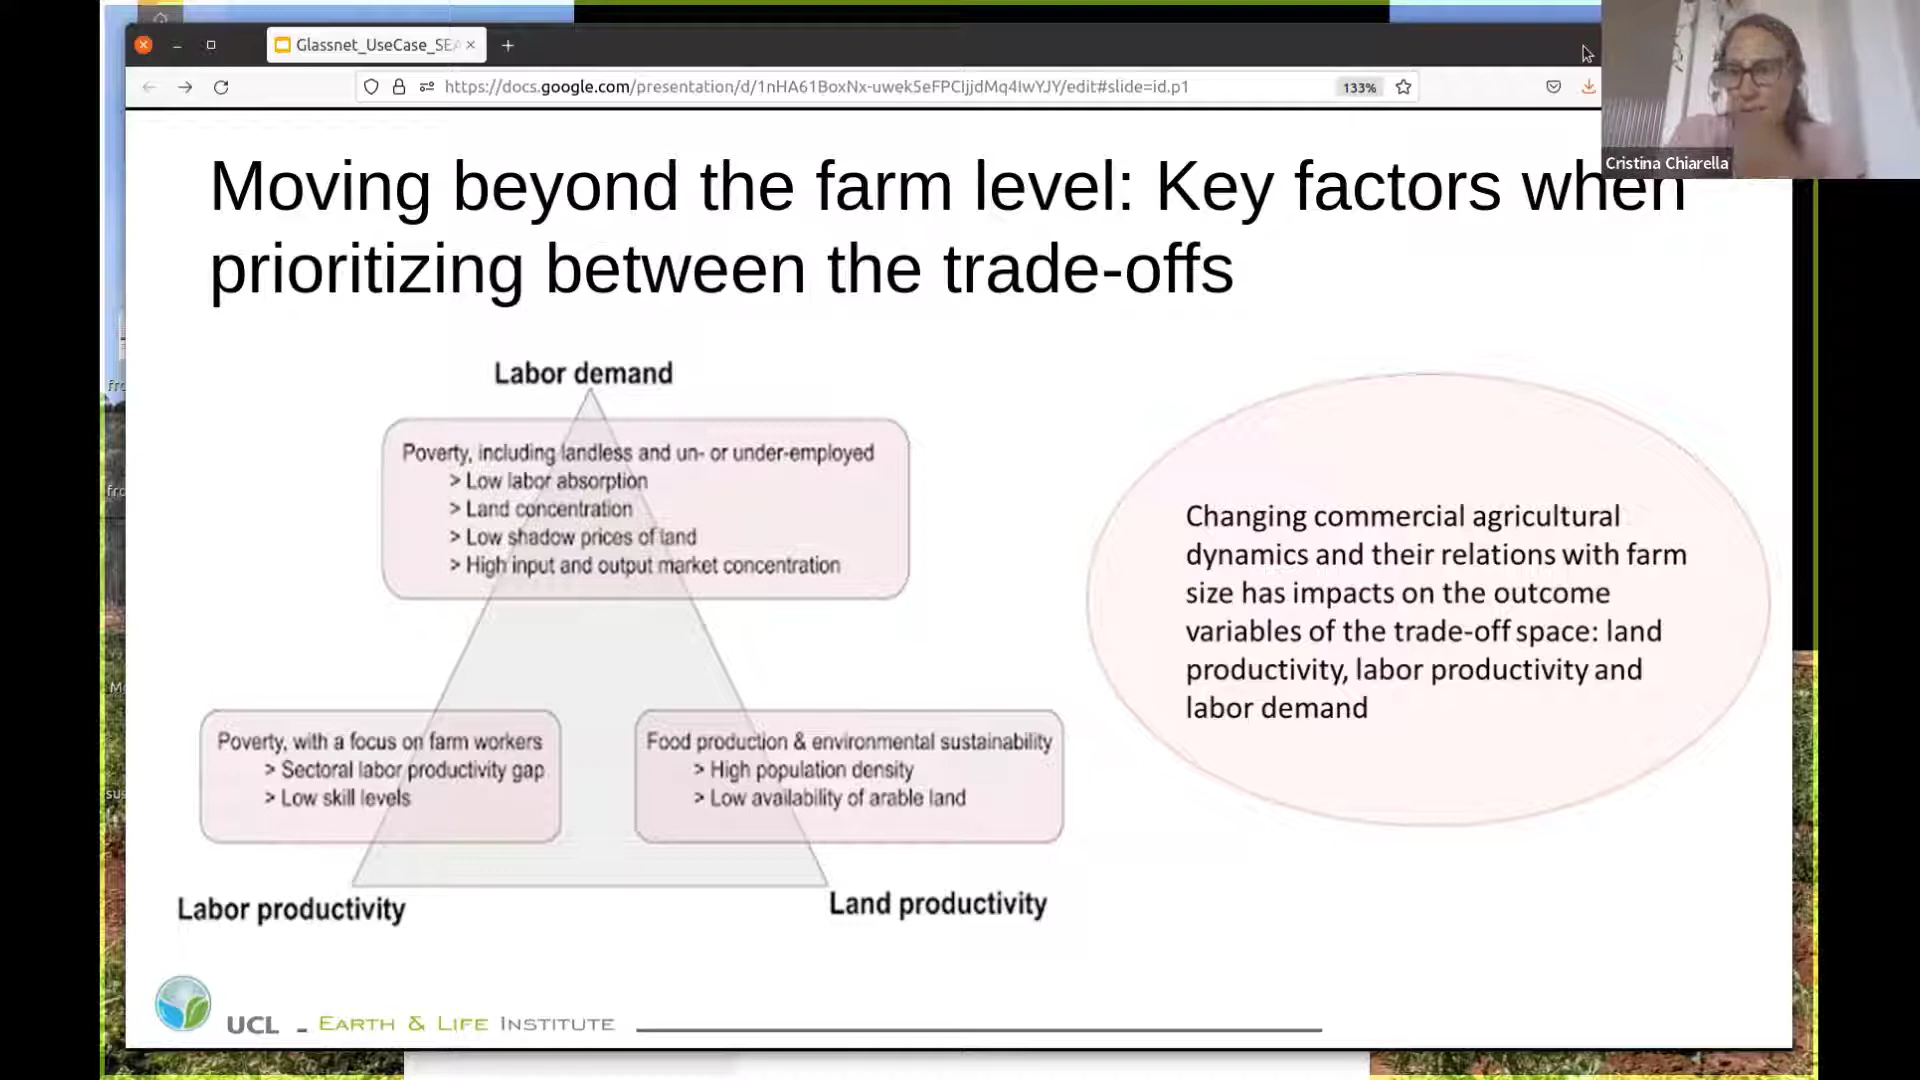 Glassnet_UseCase_SEA
https://docs.google.com/presentation/d/1nHA61BoxNx-uwek5eFPCIjjdMq4IwYJY/edit#slide=id.p1
133%
Cristina Chiarella
Moving beyond the farm level: Key factors when
prioritizing between the trade-offs
Labor demand
Poverty, including landless and un- or under-employed
> Low labor absorption
> Land concentration
> Low shadow prices of land
> High input and output market concentration
Poverty, with a focus on farm workers
> Sectoral labor productivity gap
> Low skill levels
Food production & environmental sustainability
> High population density
> Low availability of arable land
Labor productivity
Land productivity
Changing commercial agricultural
dynamics and their relations with farm
size has impacts on the outcome
variables of the trade-off space: land
productivity, labor productivity and
labor demand
UCL - EARTH & LIFE INSTITUTE